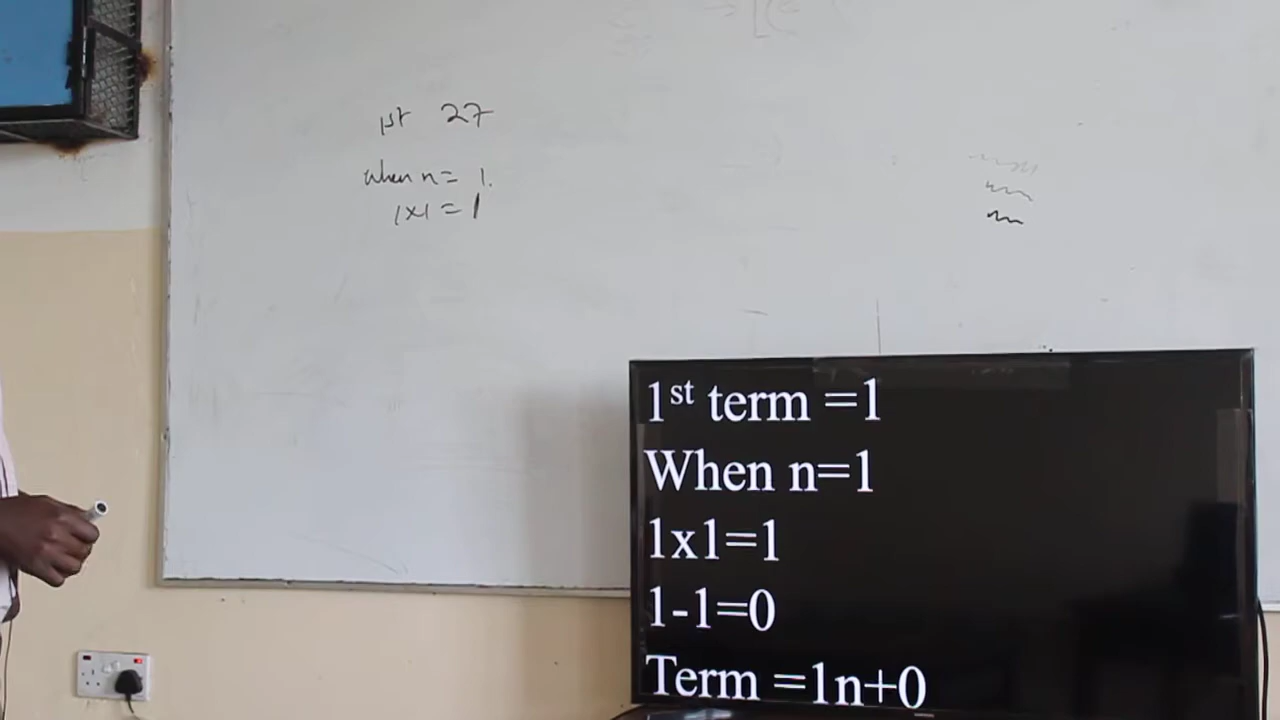 1st 27
when n = 1.
1x1 = 1
1st term =1
When n=1
1x1=1
1-1=0
Term =1n+0